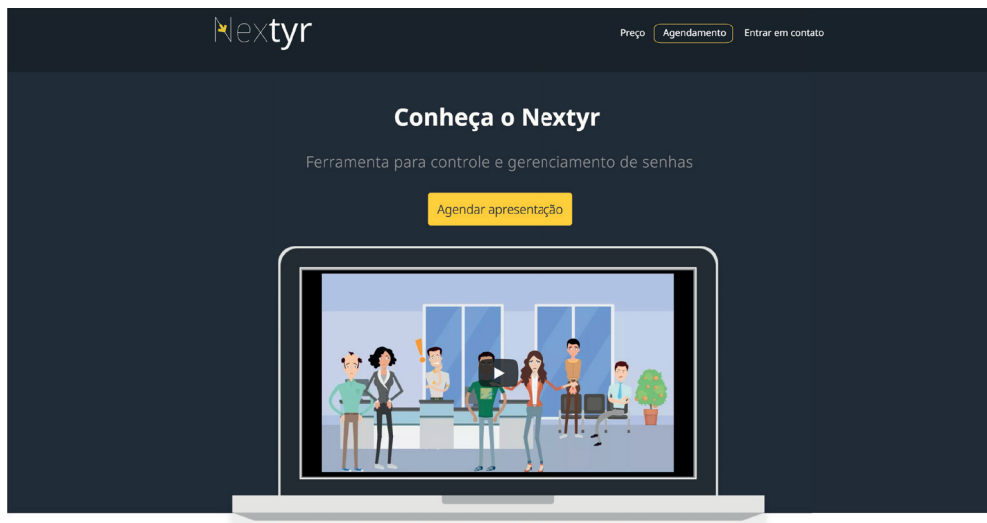 Nextyr
Preço Agendamento Entrar em contato
Conheça o Nextyr
Ferramenta para controle e gerenciamento de senhas
Agendar apresentação
!